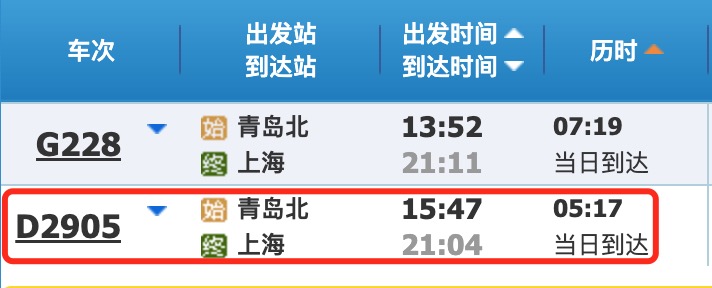 车次
出发站
到达站
出发时间
到达时间
历时
G228
始 青岛北
终 上海
13:52
21:11
07:19
当日到达
D2905
始 青岛北
终 上海
15:47
21:04
05:17
当日到达